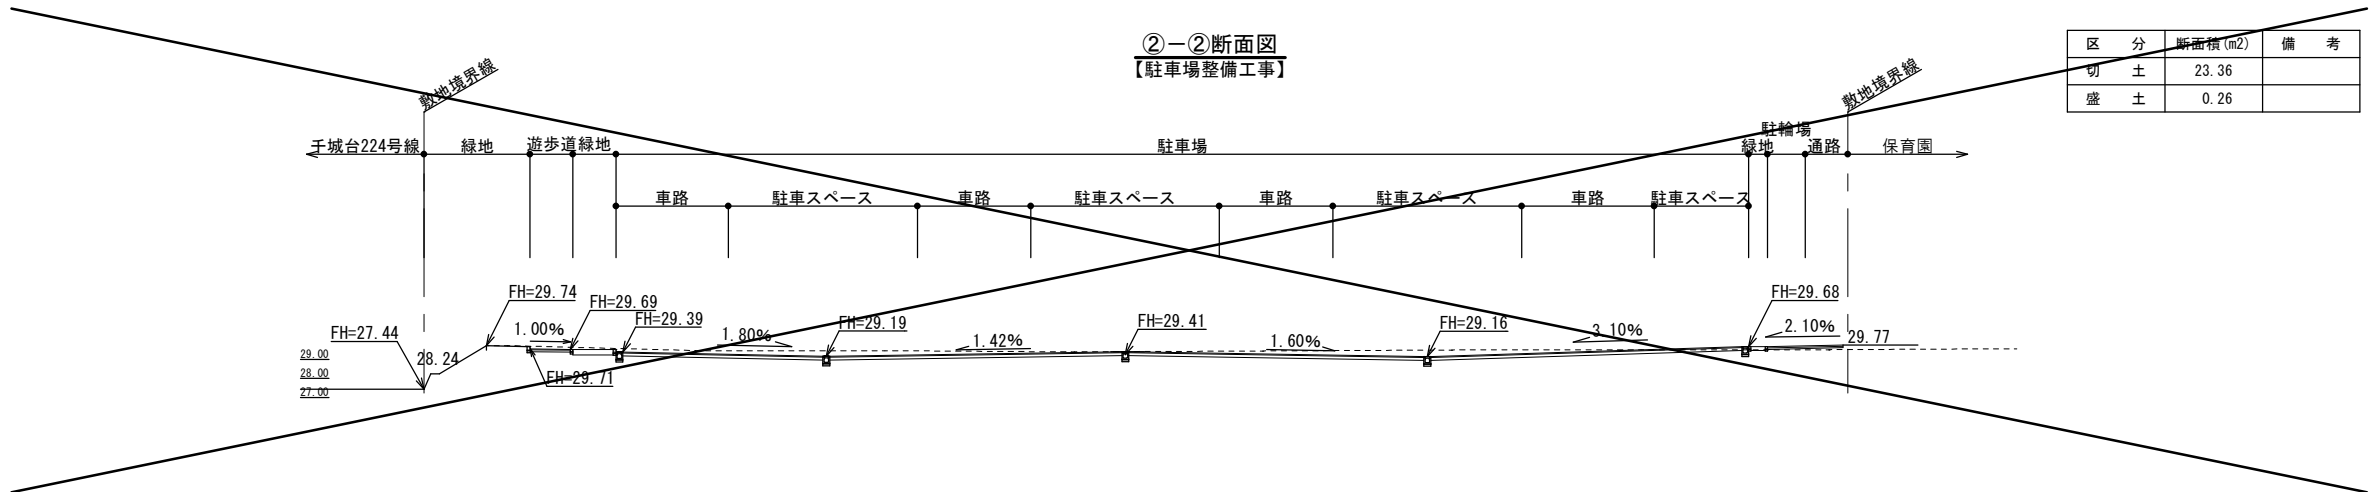 ②－②断面図
【駐車場整備工事】
区　分 断面積(m2) 備　考
切　土 23.36
盛　土 0.26
敷地境界線
敷地境界線
千城台224号線 緑地 遊歩道 緑地 駐車場 緑地 駐輪場 通路 保育園
車路 駐車スペース 車路 駐車スペース 車路 駐車スペース 車路 駐車スペース
FH=27.44
28.24
FH=29.74
1.00%
FH=29.71
FH=29.69
FH=29.39
1.80%
FH=29.19
1.42%
FH=29.41
1.60%
FH=29.16
3.10%
FH=29.68
2.10%
29.77
29.00
28.00
27.00